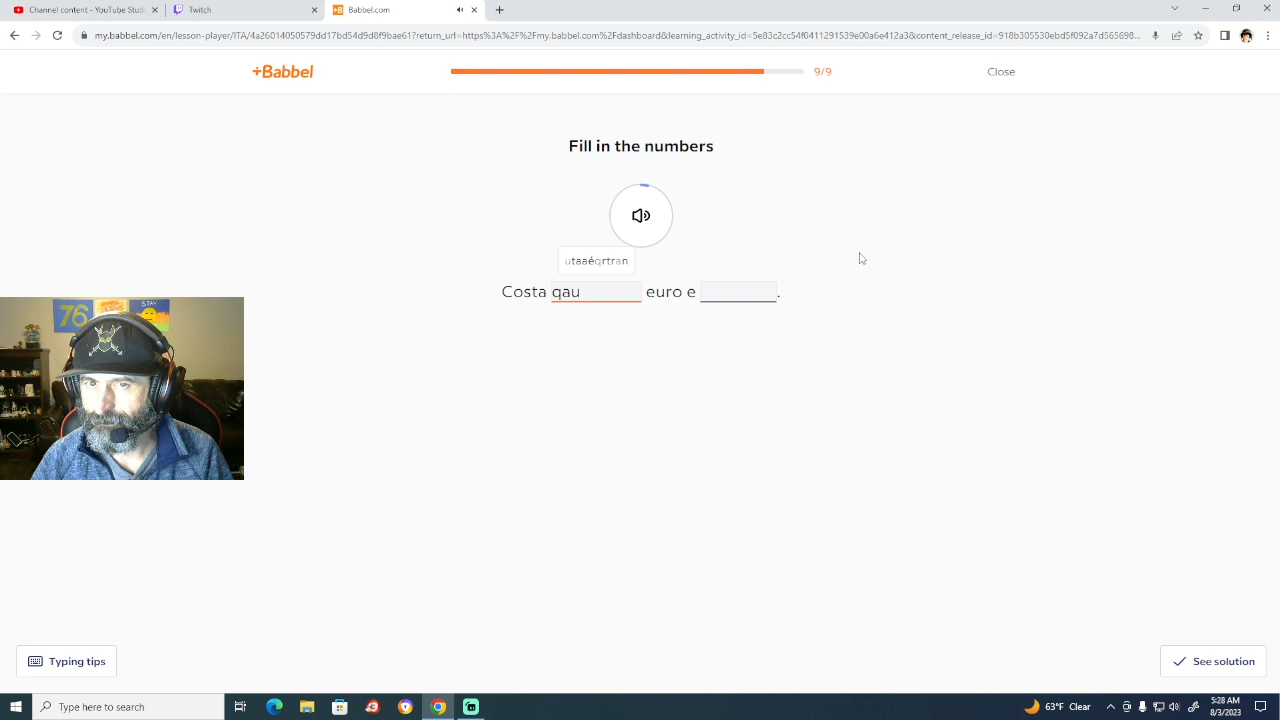 Channel content - YouTube Studi
Twitch
Babbel.com
my.babbel.com/en/lesson-player/ITA/4a26014050579dd17bd54d9d8f9bae61?return_url=https%3A%2F%2Fmy.babbel.com%2Fdashboard&learning_activity_id=5e83c2cc54f0411291539e00a6e412a3&content_release_id=918b305530ebd5f092a7d565698...
+Babbel
9/9
Close
Fill in the numbers
utaaéqrtran
Costa qau euro e .
76
STAY
Typing tips
See solution
Type here to search
63°F Clear
5:28 AM
8/3/2023